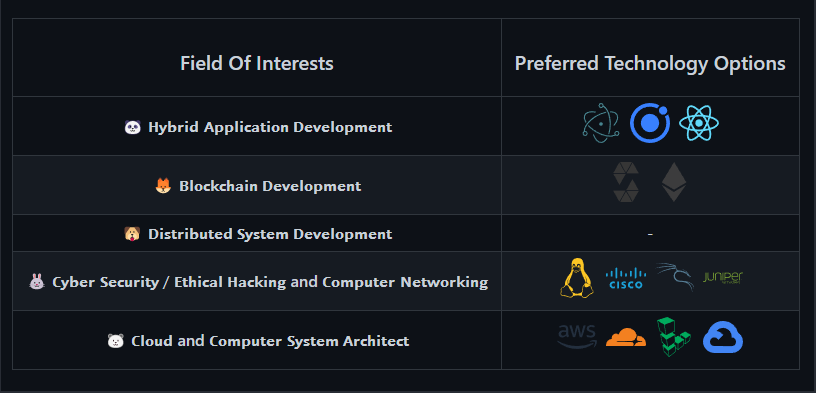 Field Of Interests
Preferred Technology Options
Hybrid Application Development
Blockchain Development
Distributed System Development
-
Cyber Security / Ethical Hacking and Computer Networking
CISCO
JUNIPER
Cloud and Computer System Architect
aws